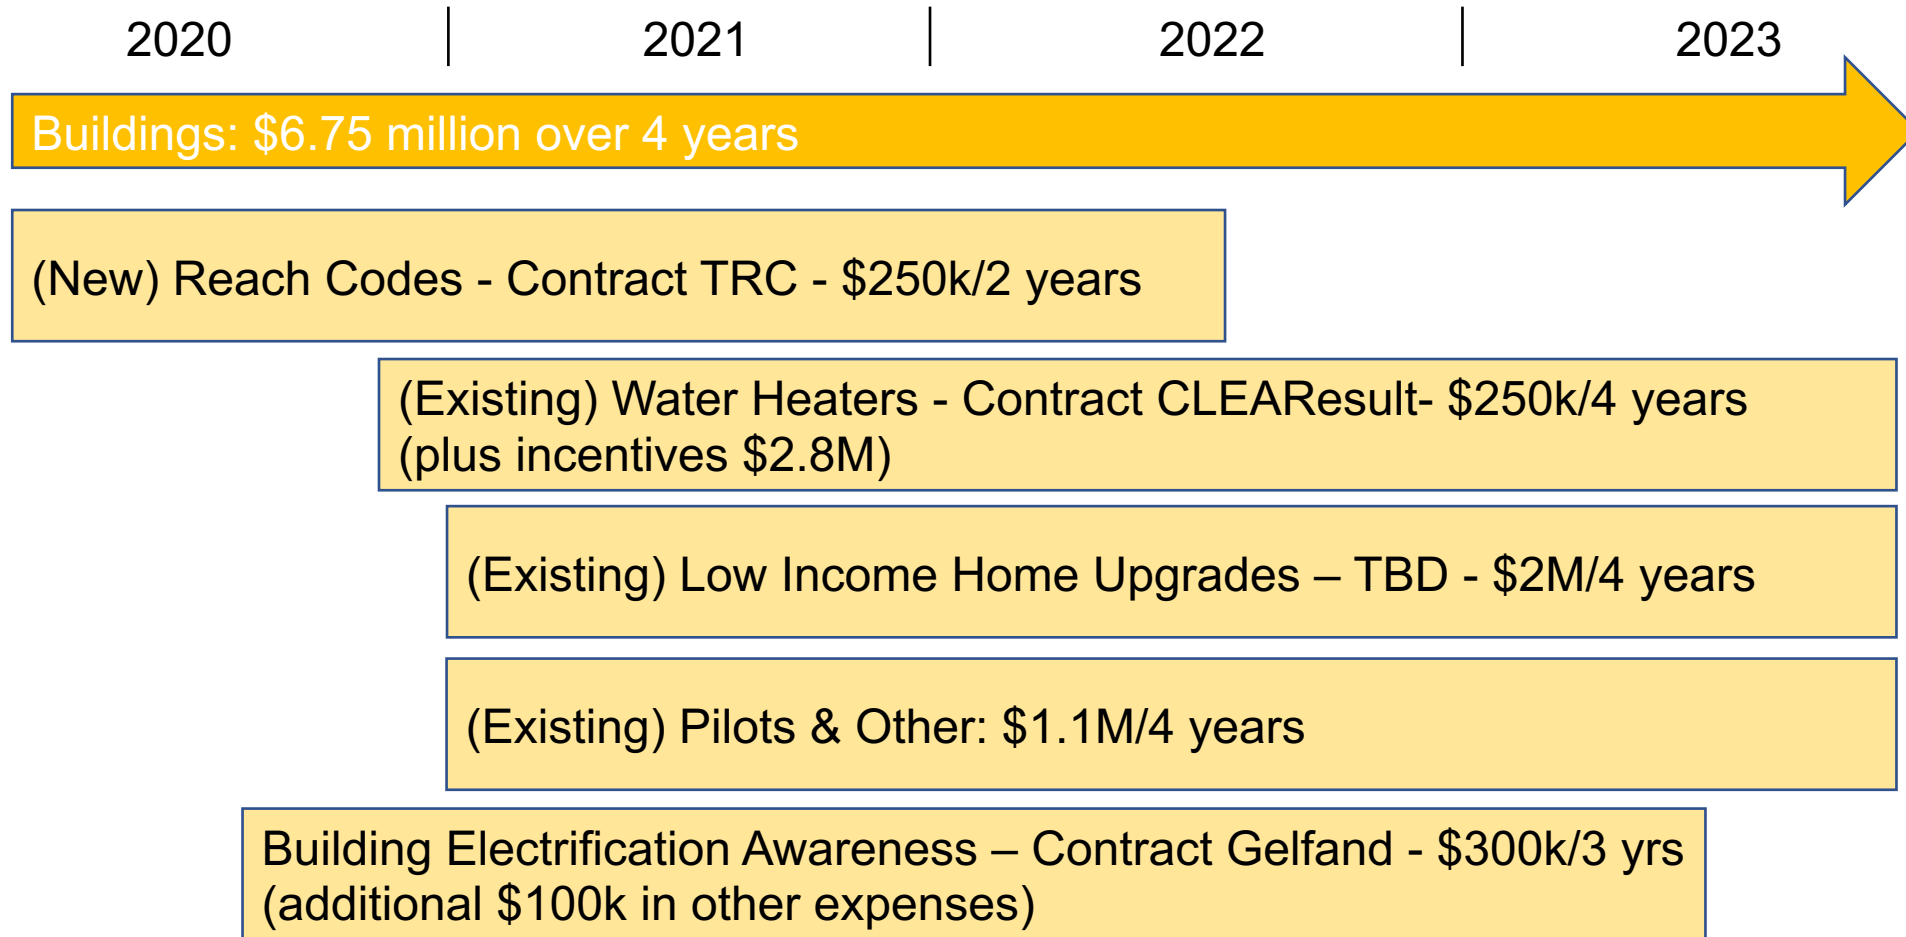 2020 2021 2022 2023
Buildings: $6.75 million over 4 years
(New) Reach Codes - Contract TRC - $250k/2 years
(Existing) Water Heaters - Contract CLEAResult- $250k/4 years
(plus incentives $2.8M)
(Existing) Low Income Home Upgrades – TBD - $2M/4 years
(Existing) Pilots & Other: $1.1M/4 years
Building Electrification Awareness – Contract Gelfand - $300k/3 yrs
(additional $100k in other expenses)